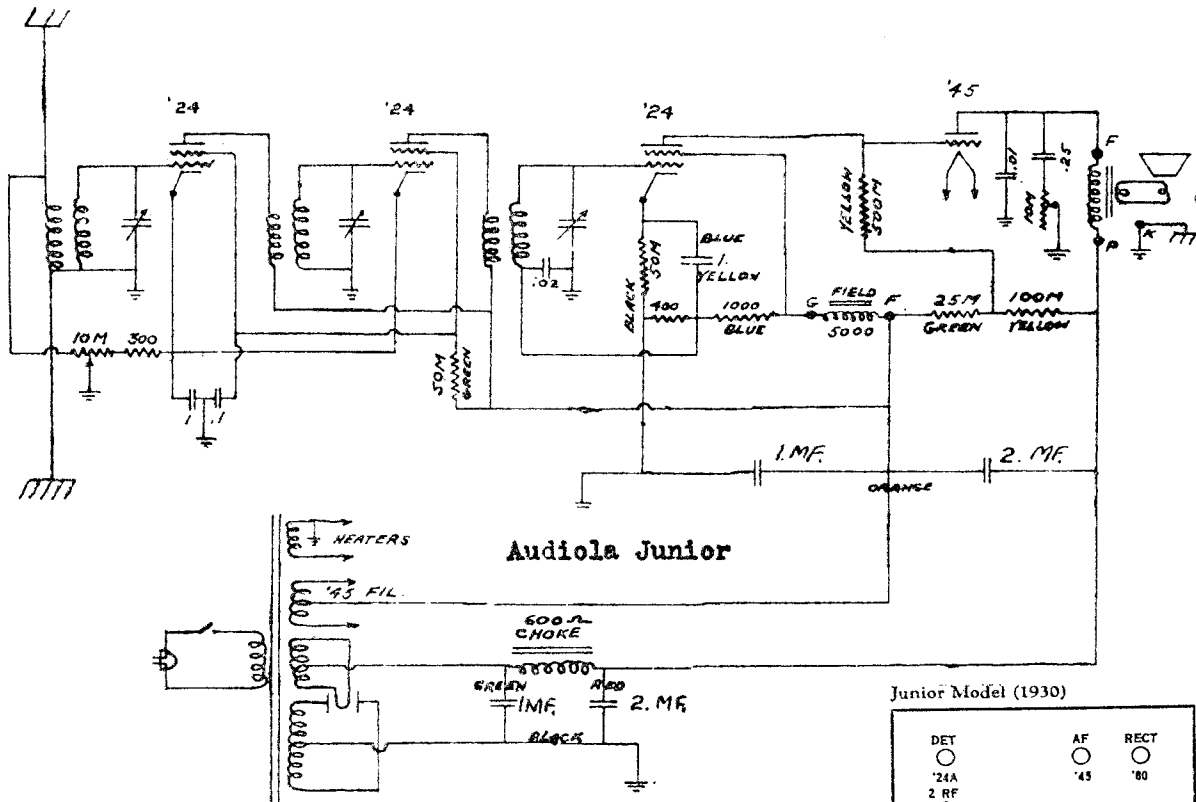 '24
'24
'24
'45
F
.01
.25
10M
YELLOW
500M
BLUE
1.
YELLOW
.02
BLACK
50M
400
1000
BLUE
G
FIELD
5000
F
25M
GREEN
100M
YELLOW
P
K
10M
300
50M
GREEN
.1
1. MF.
2. MF.
ORANGE
HEATERS
Audiola Junior
'45 FIL.
600Ω
CHOKE
GREEN
1MF.
RED
2. MF.
BLACK
Junior Model (1930)
DET
AF
RECT
'24A
'45
'80
2 RF